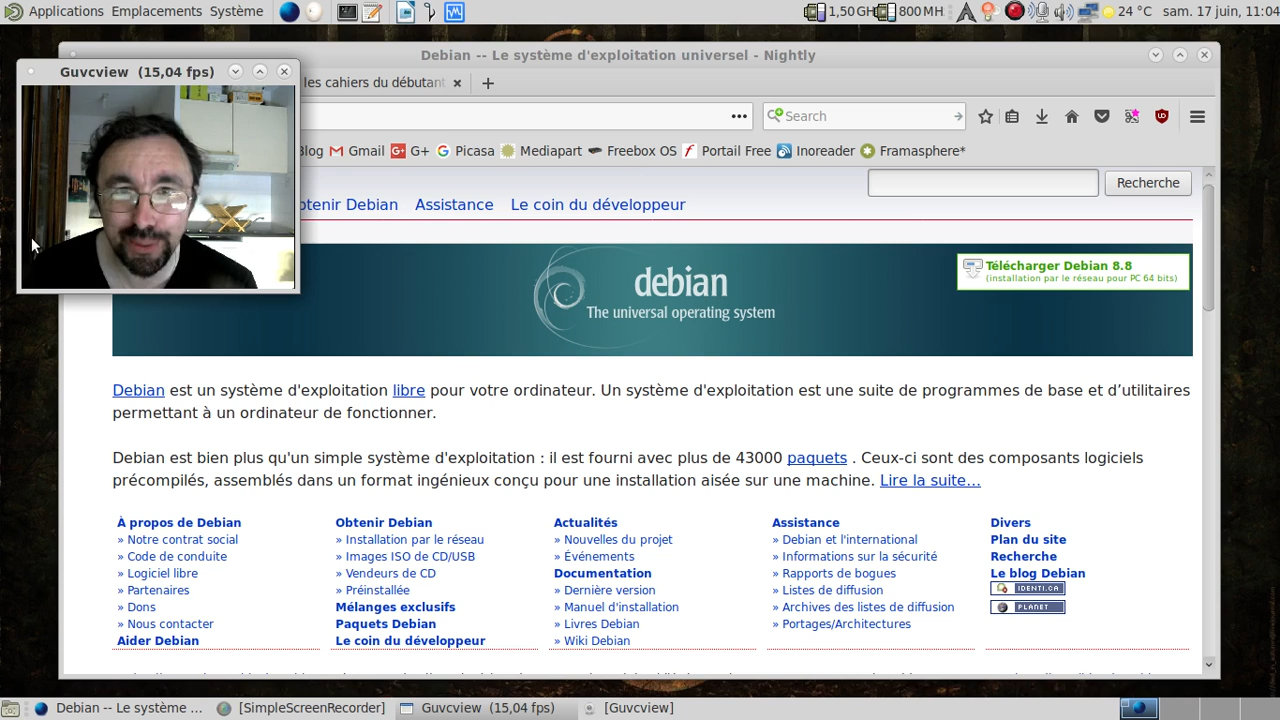 Applications Emplacements Système 1,50 GH 800 MH 24 °C sam. 17 juin, 11:04
Debian -- Le système d'exploitation universel - Nightly
Guvcview (15,04 fps)
les cahiers du débutant
Search
Blog Gmail G+ Picasa Mediapart Freebox OS Portail Free Inoreader Framasphere*
Recherche
Obtenir Debian Assistance Le coin du développeur
debian
The universal operating system
Télécharger Debian 8.8
(installation par le réseau pour PC 64 bits)
Debian est un système d'exploitation libre pour votre ordinateur. Un système d'exploitation est une suite de programmes de base et d’utilitaires
permettant à un ordinateur de fonctionner.
Debian est bien plus qu'un simple système d'exploitation : il est fourni avec plus de 43000 paquets . Ceux-ci sont des composants logiciels
précompilés, assemblés dans un format ingénieux conçu pour une installation aisée sur une machine. Lire la suite...
À propos de Debian
» Notre contrat social
» Code de conduite
» Logiciel libre
» Partenaires
» Dons
» Nous contacter
Aider Debian
Obtenir Debian
» Installation par le réseau
» Images ISO de CD/USB
» Vendeurs de CD
» Préinstallée
Mélanges exclusifs
Paquets Debian
Le coin du développeur
Actualités
» Nouvelles du projet
» Événements
Documentation
» Dernière version
» Manuel d'installation
» Livres Debian
» Wiki Debian
Assistance
» Debian et l'international
» Informations sur la sécurité
» Rapports de bogues
» Listes de diffusion
» Archives des listes de diffusion
» Portages/Architectures
Divers
Plan du site
Recherche
Le blog Debian
IDENTI.CA
PLANET
Debian -- Le système ... [SimpleScreenRecorder] Guvcview (15,04 fps) [Guvcview]